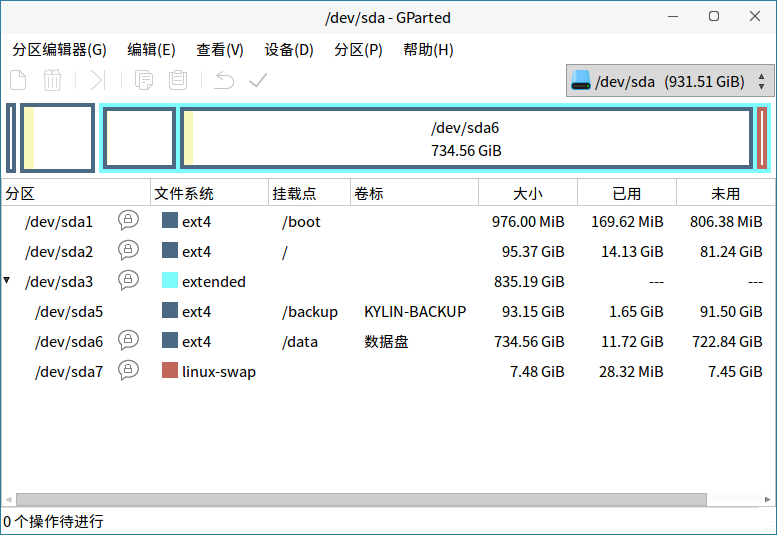 /dev/sda - GParted
分区编辑器(G) 编辑(E) 查看(V) 设备(D) 分区(P) 帮助(H)
/dev/sda (931.51 GiB)
/dev/sda6
734.56 GiB
分区 文件系统 挂载点 卷标 大小 已用 未用
/dev/sda1 ext4 /boot 976.00 MiB 169.62 MiB 806.38 MiB
/dev/sda2 ext4 / 95.37 GiB 14.13 GiB 81.24 GiB
/dev/sda3 extended 835.19 GiB --- ---
/dev/sda5 ext4 /backup KYLIN-BACKUP 93.15 GiB 1.65 GiB 91.50 GiB
/dev/sda6 ext4 /data 数据盘 734.56 GiB 11.72 GiB 722.84 GiB
/dev/sda7 linux-swap 7.48 GiB 28.32 MiB 7.45 GiB
0 个操作待进行